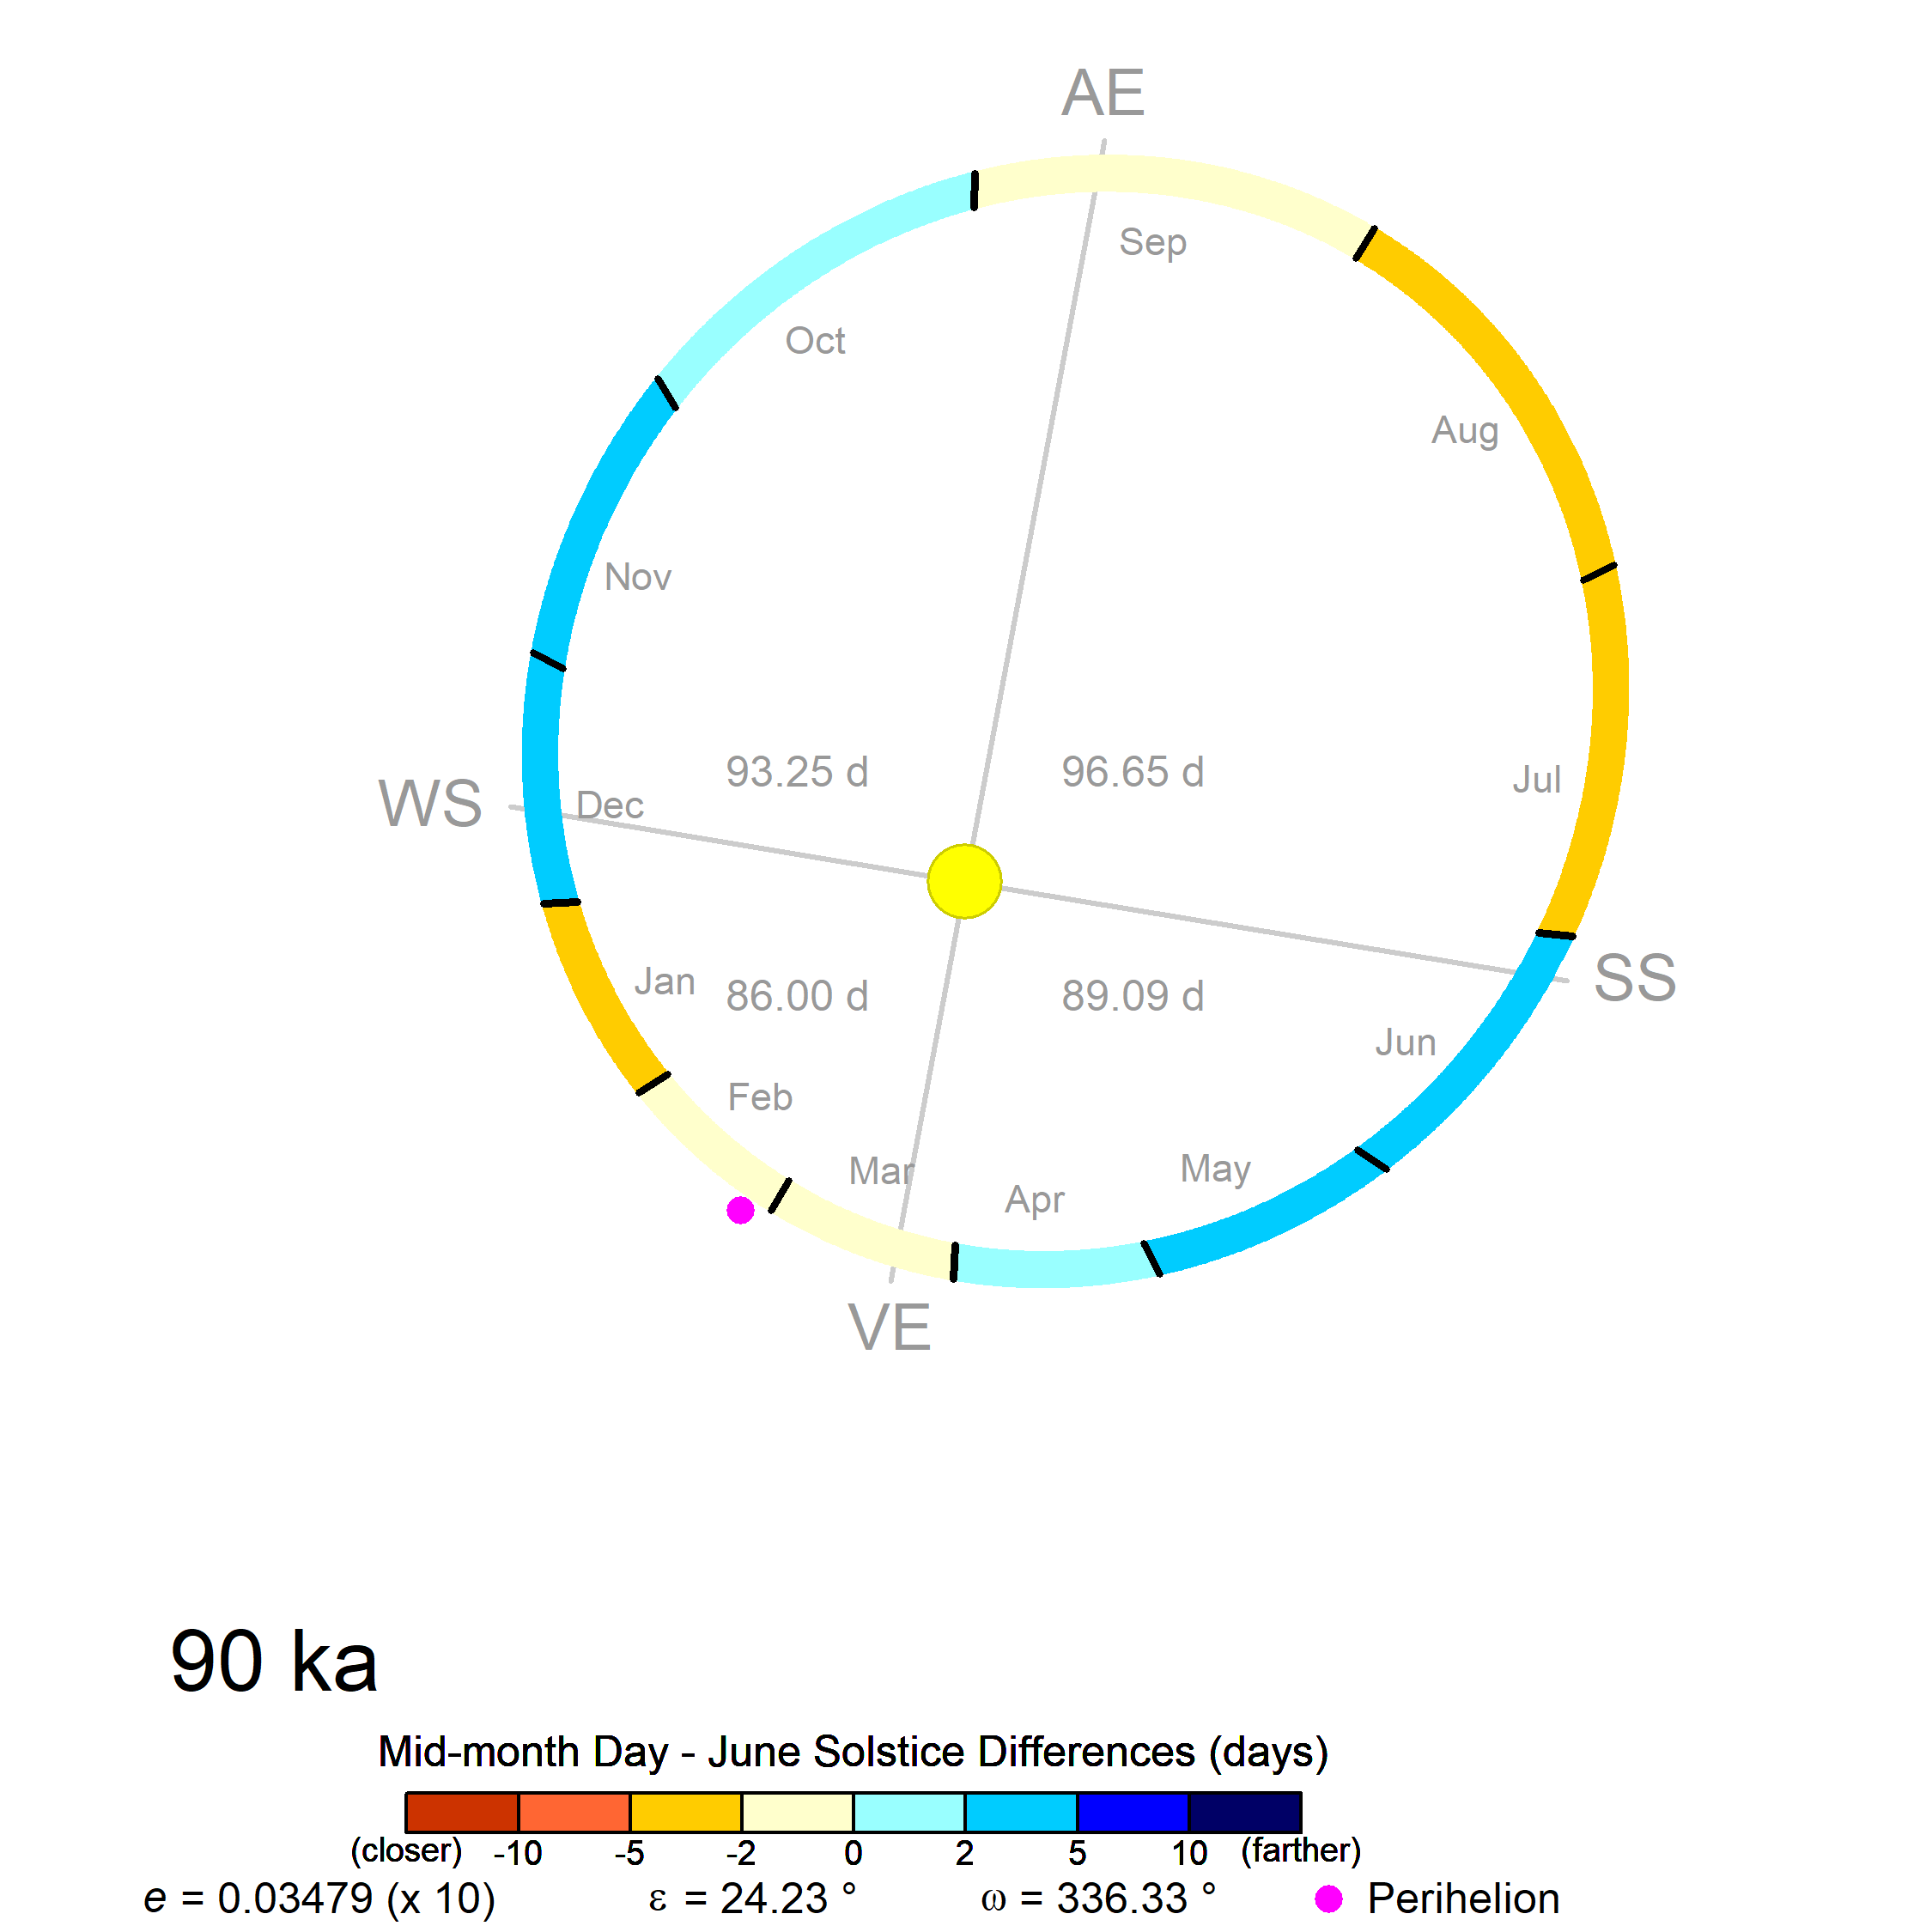 AE
Sep
Oct
Aug
Nov
93.25 d
96.65 d
Jul
WS
Dec
SS
Jan
86.00 d
89.09 d
Jun
Feb
Mar
May
Apr
VE
90 ka
Mid-month Day - June Solstice Differences (days)
(closer) -10 -5 -2 0 2 5 10 (farther)
e = 0.03479 (x 10) ε = 24.23 ° ω = 336.33 ° Perihelion